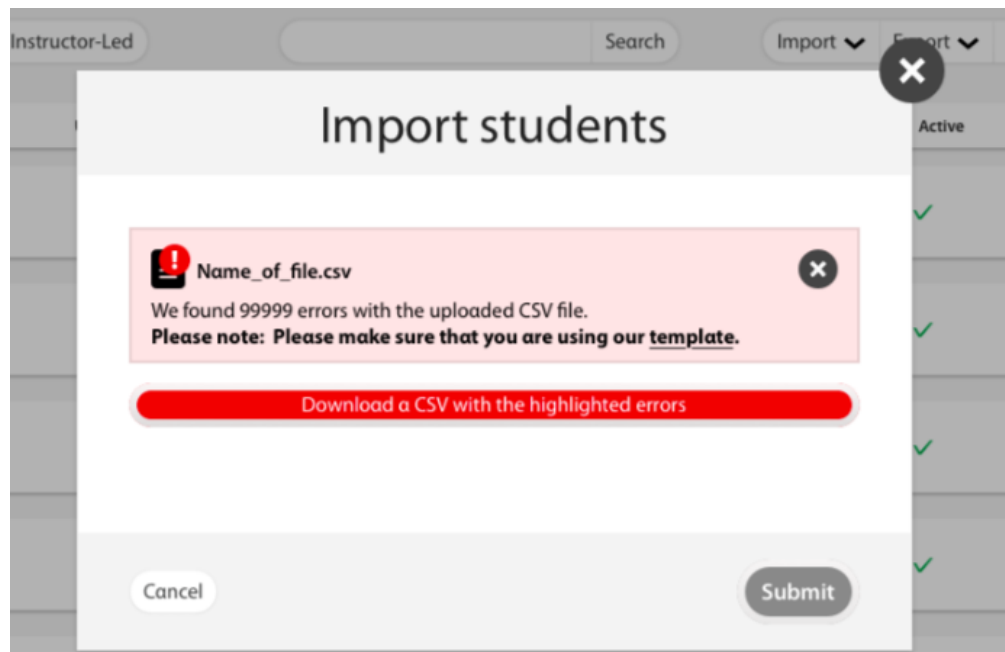 Instructor-Led
Search
Import
Import students
Active
Name_of_file.csv
We found 99999 errors with the uploaded CSV file.
Please note: Please make sure that you are using our template.
Download a CSV with the highlighted errors
Cancel
Submit